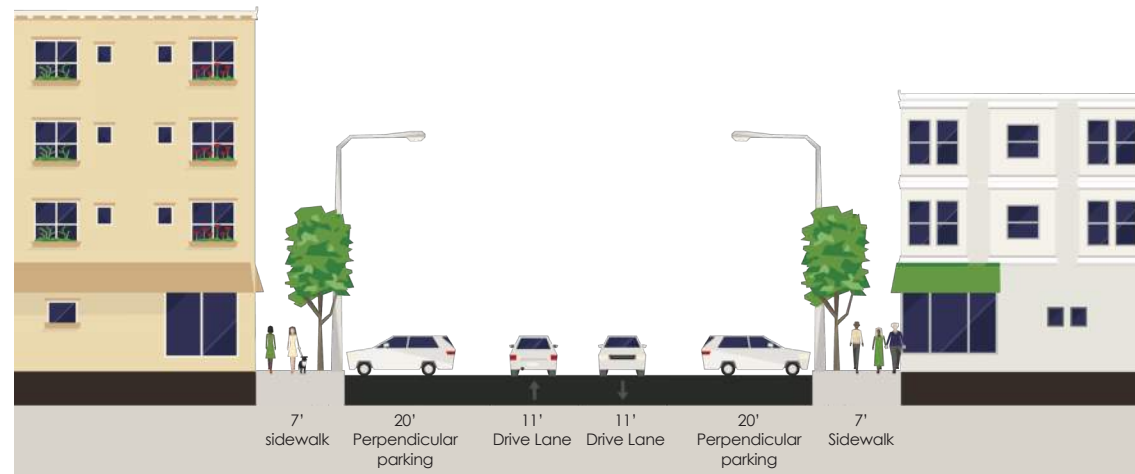 7'
sidewalk
20'
Perpendicular
parking
11'
Drive Lane
11'
Drive Lane
20'
Perpendicular
parking
7'
Sidewalk